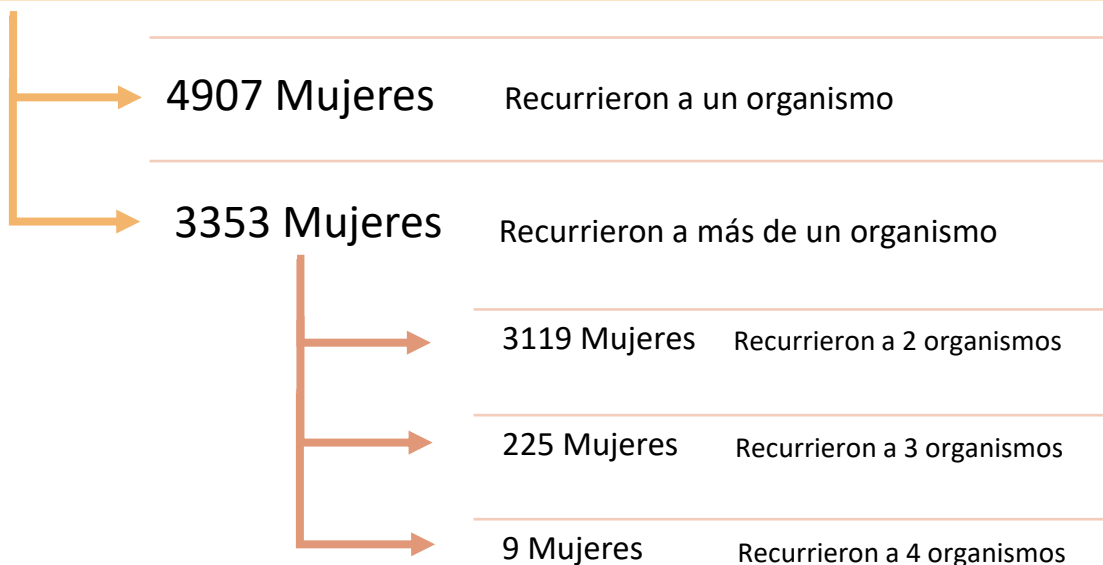 4907 Mujeres Recurrieron a un organismo
3353 Mujeres Recurrieron a más de un organismo
3119 Mujeres Recurrieron a 2 organismos
225 Mujeres Recurrieron a 3 organismos
9 Mujeres Recurrieron a 4 organismos